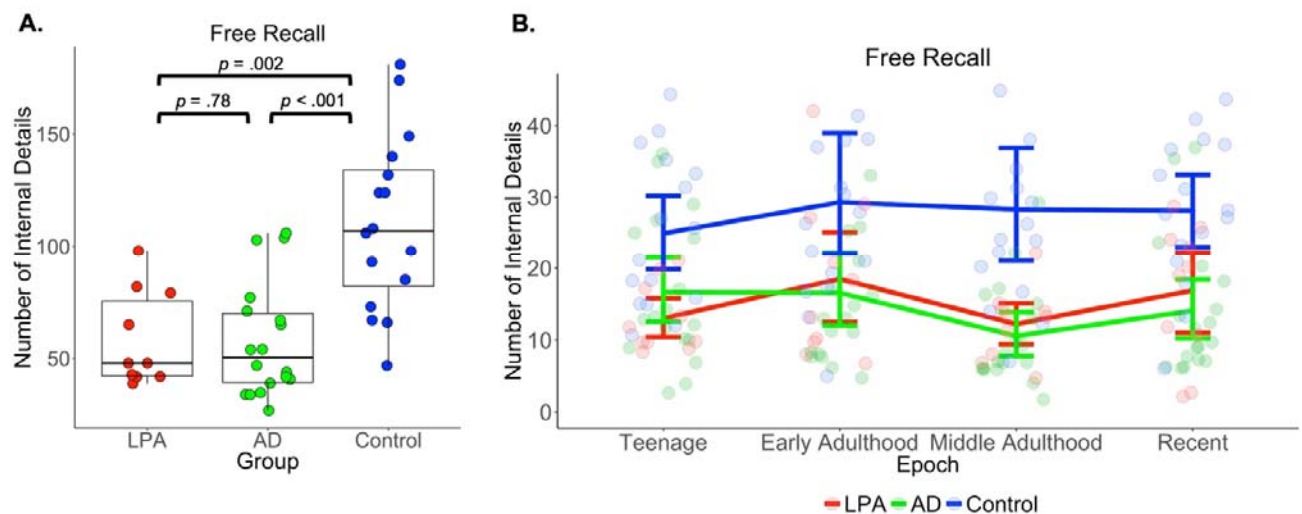 A.
Free Recall
p = .002
p = .78
p < .001
Number of Internal Details
150
100
50
LPA
AD
Control
Group
B.
Free Recall
Number of Internal Details
40
30
20
10
0
Teenage
Early Adulthood
Middle Adulthood
Recent
Epoch
LPA
AD
Control